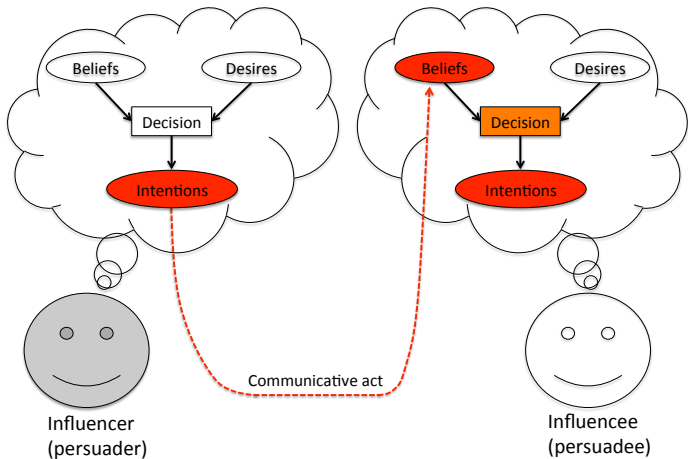 Beliefs
Desires
Decision
Intentions
Beliefs
Desires
Decision
Intentions
Communicative act
Influencer
(persuader)
Influencee
(persuadee)